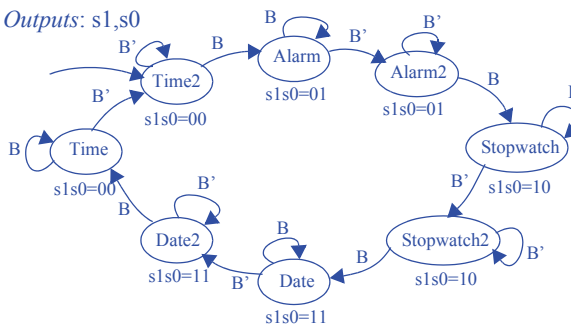 Outputs: s1,s0
B'
B
B
Alarm
s1s0=01
B'
B'
Alarm2
s1s0=01
B
Time2
s1s0=00
B'
B
Time
s1s0=00
Stopwatch
s1s0=10
B'
Stopwatch2
s1s0=10
B'
B
B
Date
s1s0=11
B'
B'
Date2
s1s0=11
B